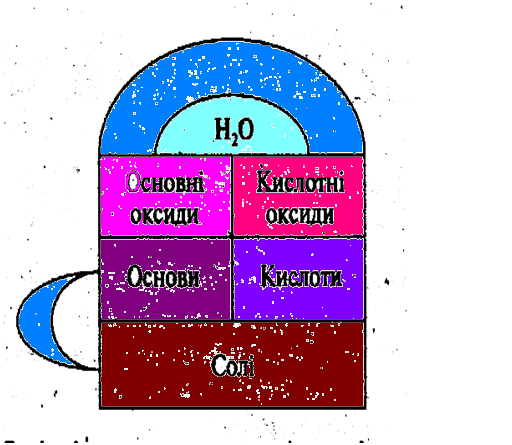 H₂O
Основні
оксиди
Кислотні
оксиди
Основи
Кислоти
Солі